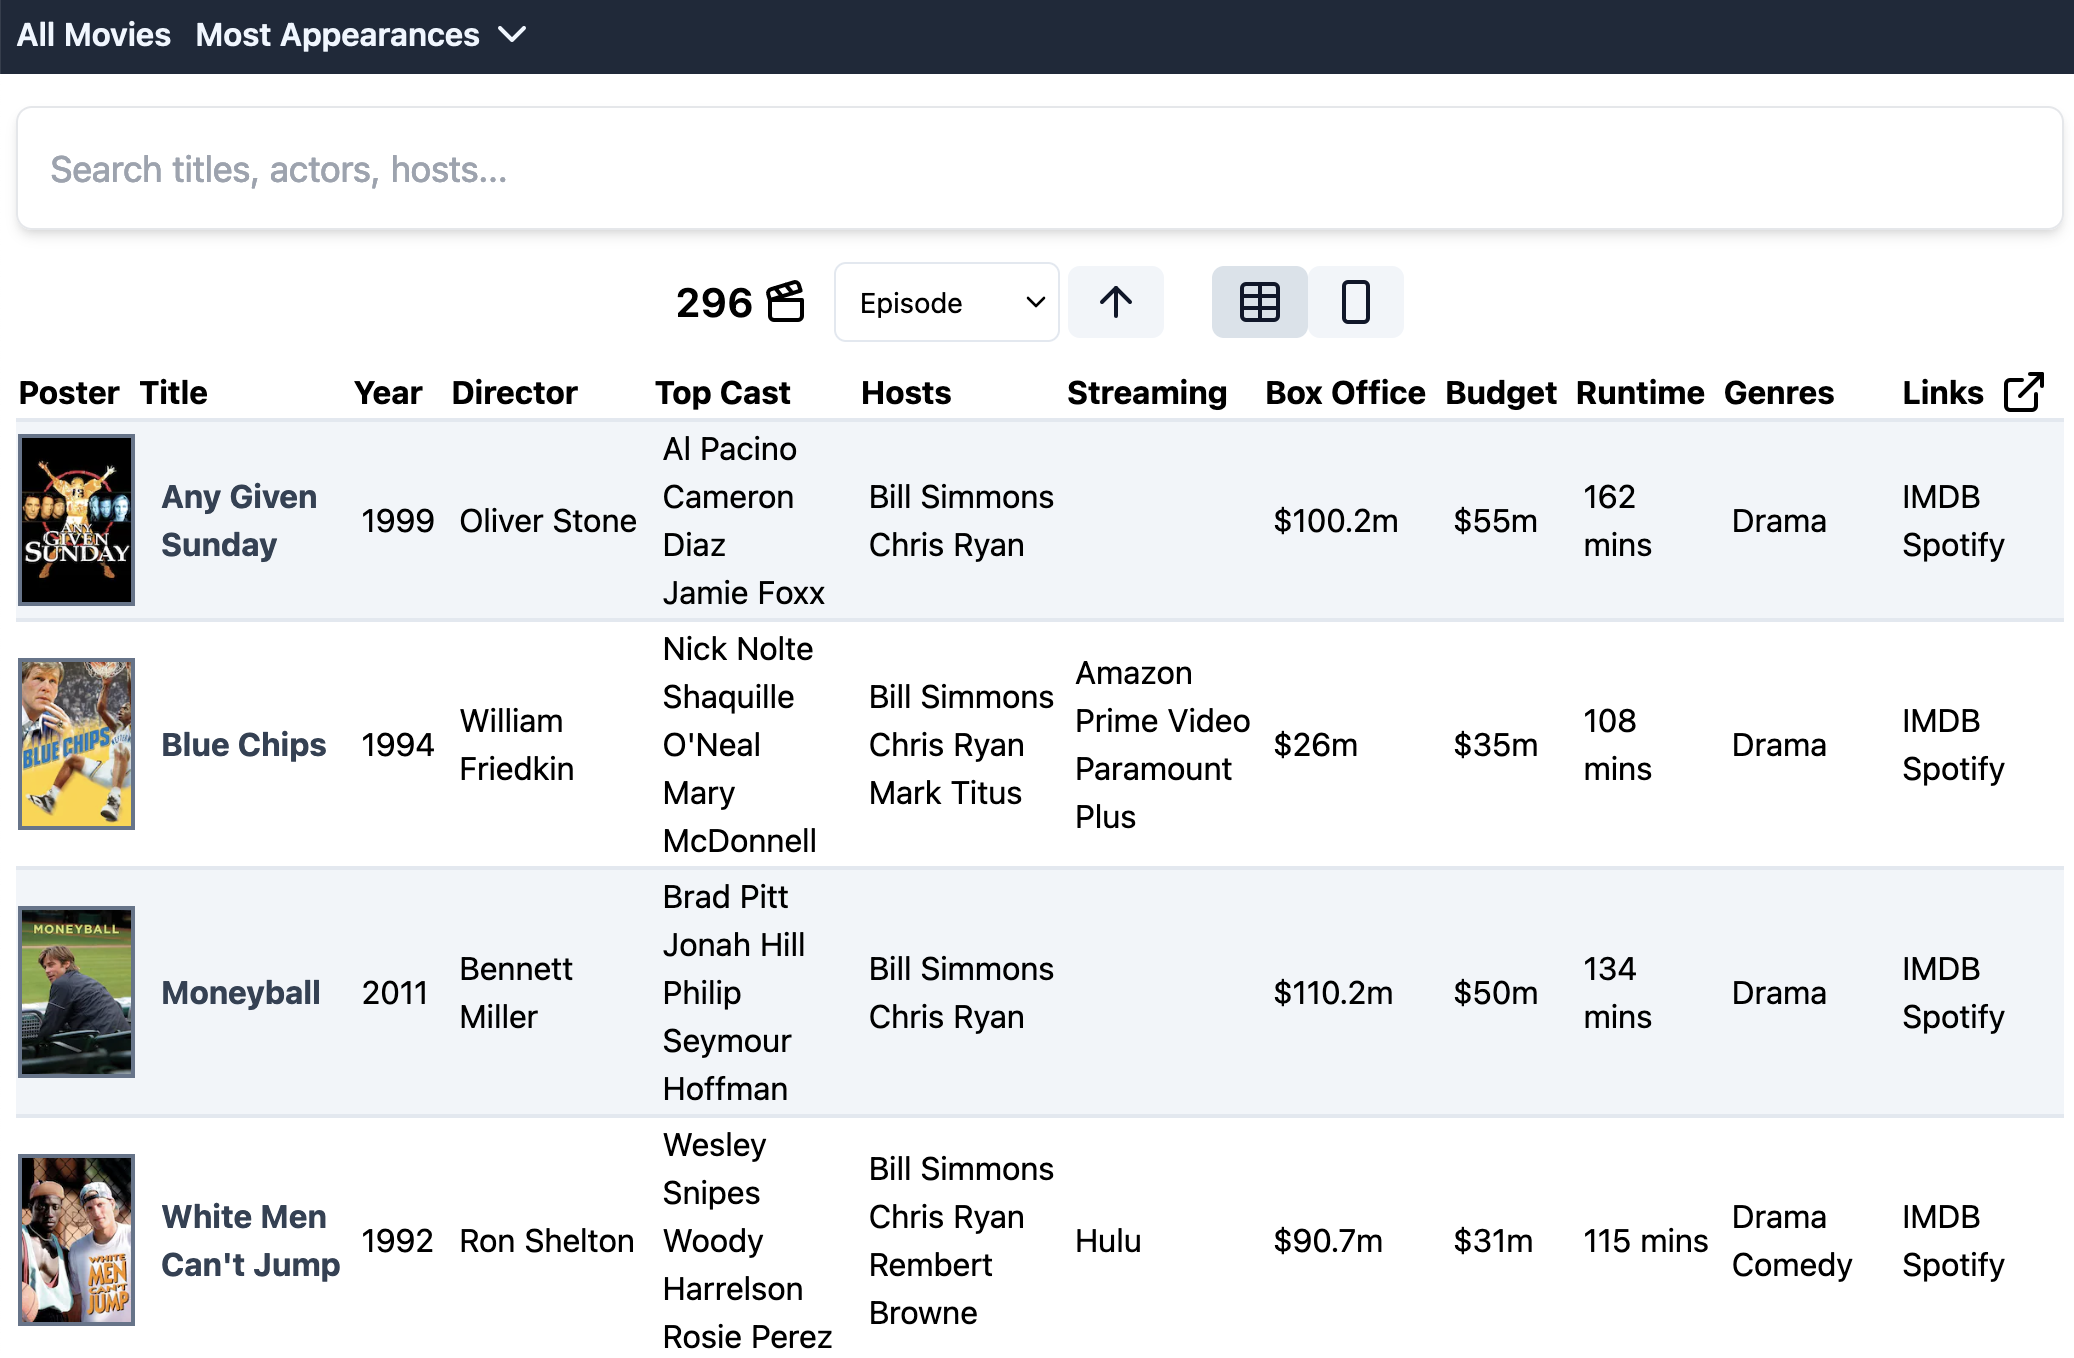 All Movies Most Appearances
Search titles, actors, hosts...
296 Episode
Poster Title Year Director Top Cast Hosts Streaming Box Office Budget Runtime Genres Links
ANY
GIVEN
SUNDAY
Any Given
Sunday
1999
Oliver Stone
Al Pacino
Cameron
Diaz
Jamie Foxx
Bill Simmons
Chris Ryan
$100.2m
$55m
162
mins
Drama
IMDB
Spotify
BLUE CHIPS
Blue Chips
1994
William
Friedkin
Nick Nolte
Shaquille
O'Neal
Mary
McDonnell
Bill Simmons
Chris Ryan
Mark Titus
Amazon
Prime Video
Paramount
Plus
$26m
$35m
108
mins
Drama
IMDB
Spotify
MONEYBALL
Moneyball
2011
Bennett
Miller
Brad Pitt
Jonah Hill
Philip
Seymour
Hoffman
Bill Simmons
Chris Ryan
$110.2m
$50m
134
mins
Drama
IMDB
Spotify
WHITE
MEN
CAN'T
JUMP
White Men
Can't Jump
1992
Ron Shelton
Wesley
Snipes
Woody
Harrelson
Rosie Perez
Bill Simmons
Chris Ryan
Rembert
Browne
Hulu
$90.7m
$31m
115 mins
Drama
Comedy
IMDB
Spotify